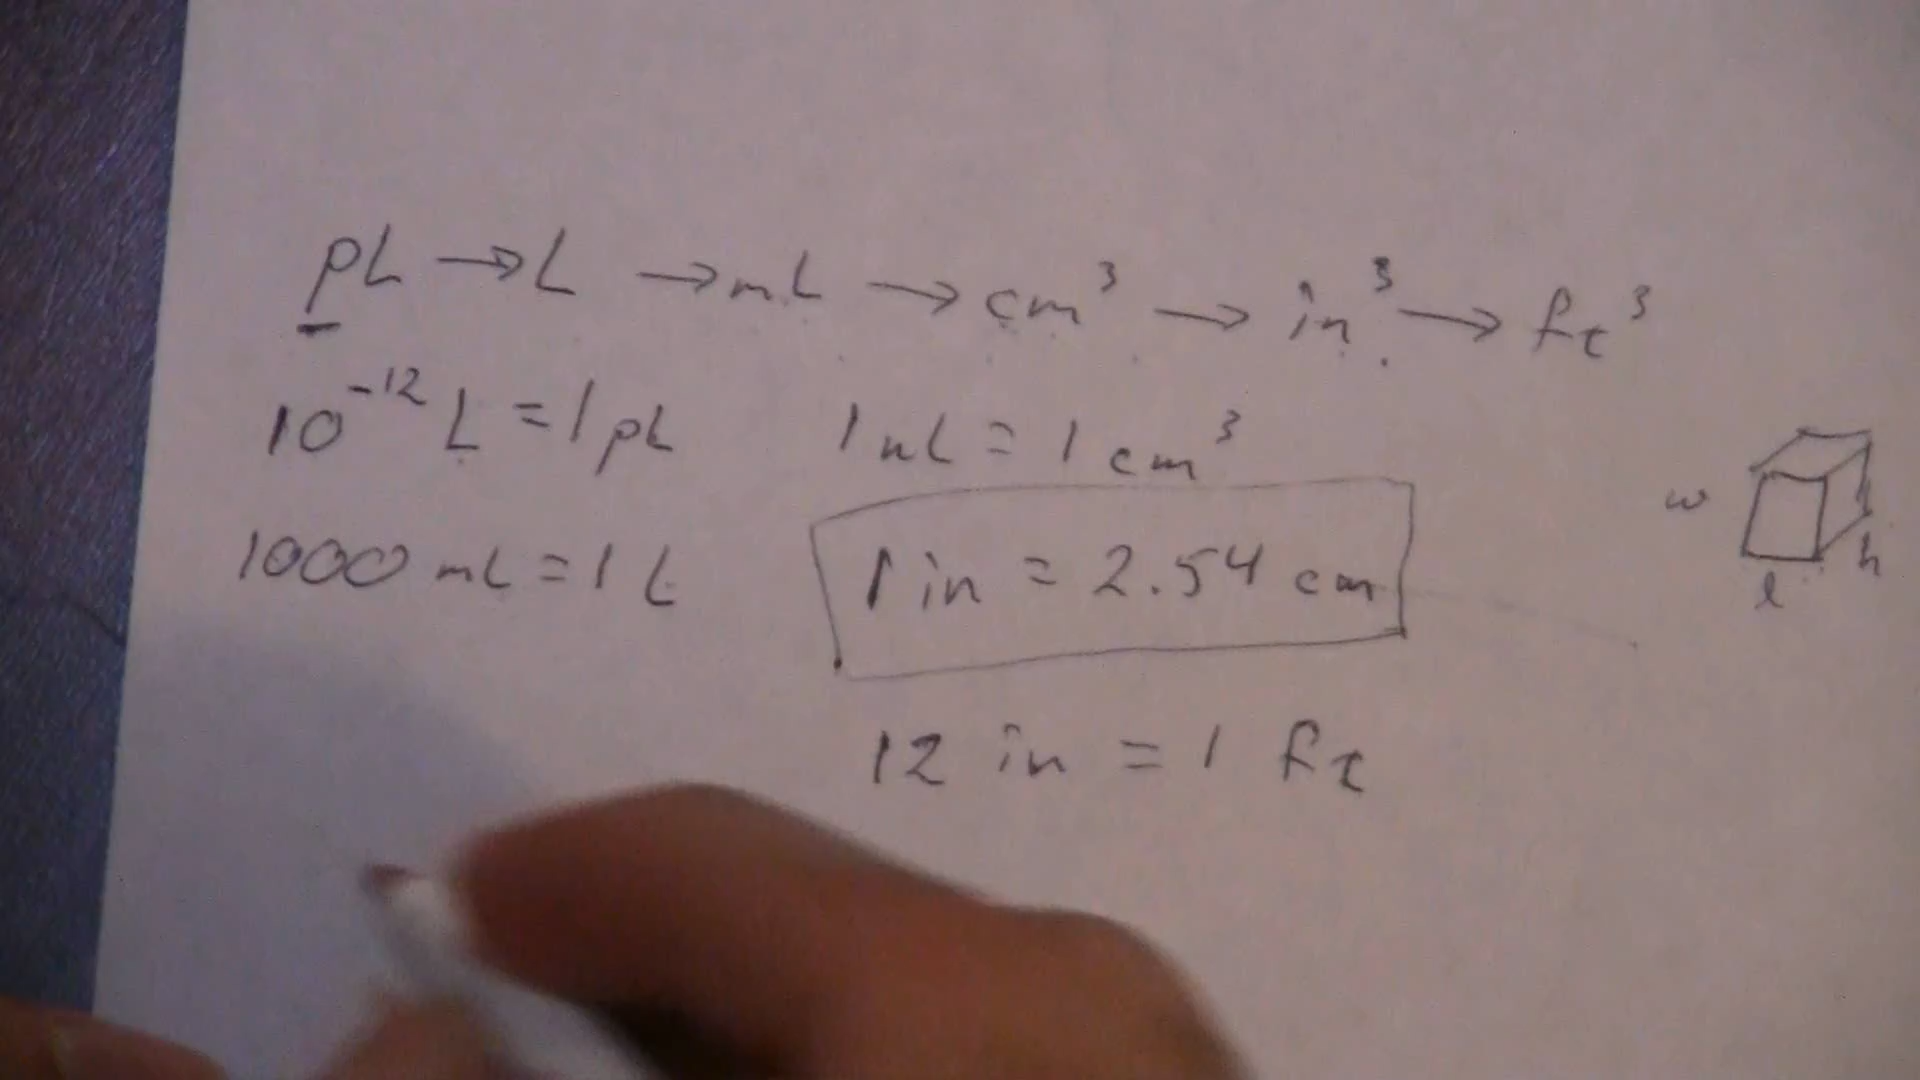 pL → L → mL → cm³ → in³ → ft³
10⁻¹² L = 1 pL
1 mL = 1 cm³
1000 mL = 1 L
1 in = 2.54 cm
12 in = 1 ft
w
h
l